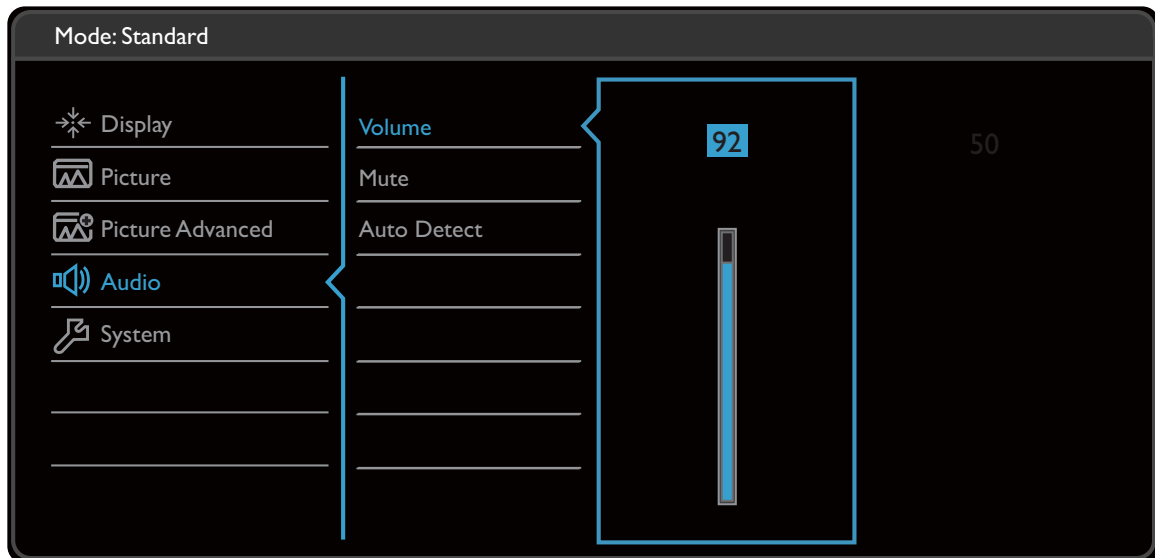 Mode: Standard
Display
Picture
Picture Advanced
Audio
System
Volume
Mute
Auto Detect
92
50